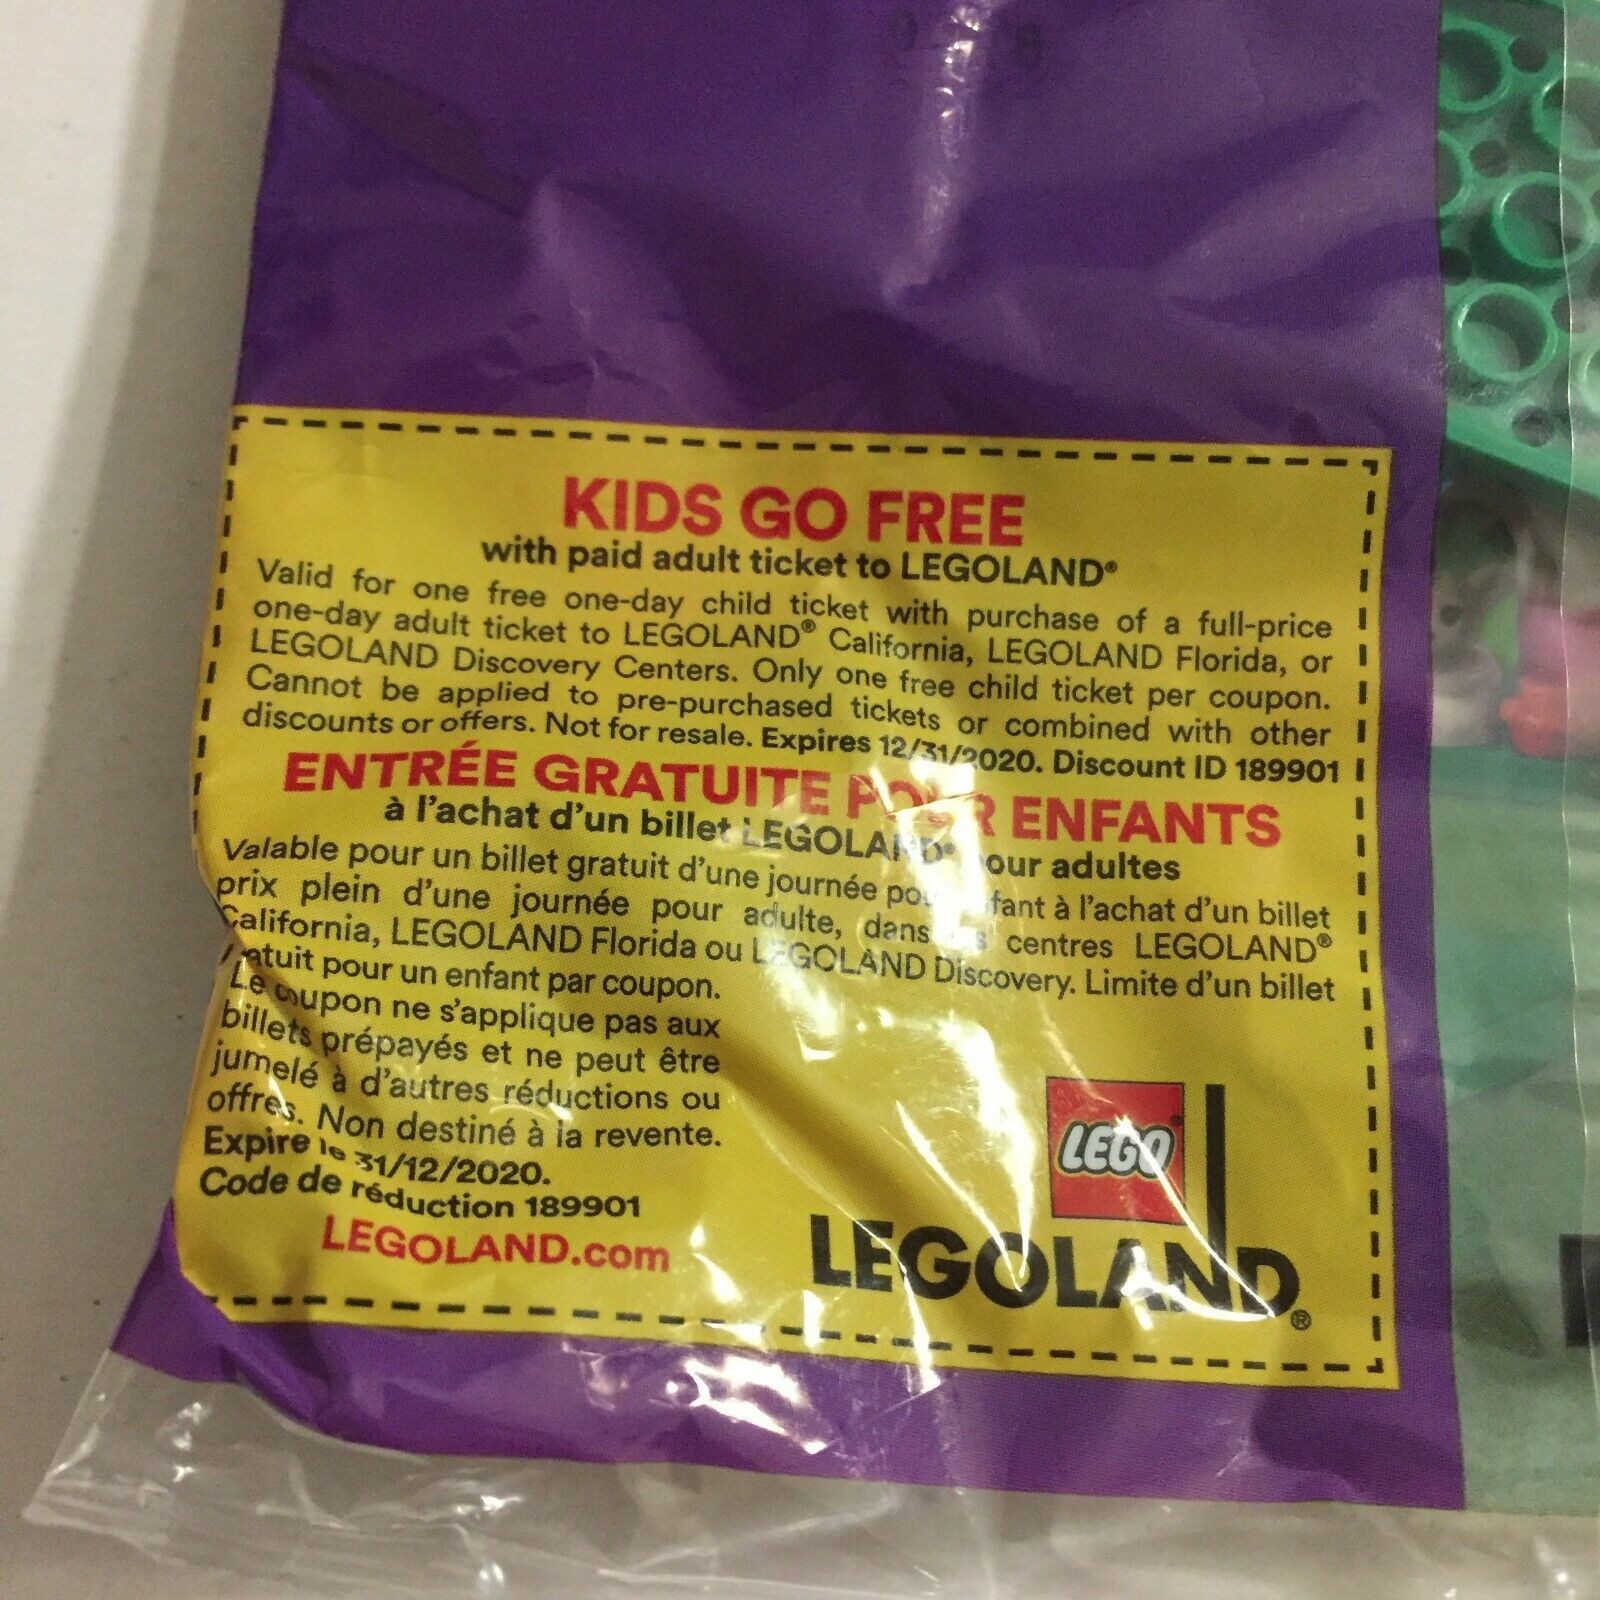 KIDS GO FREE
with paid adult ticket to LEGOLAND®
Valid for one free one-day child ticket with purchase of a full-price
one-day adult ticket to LEGOLAND® California, LEGOLAND Florida, or
LEGOLAND Discovery Centers. Only one free child ticket per coupon.
Cannot be applied to pre-purchased tickets or combined with other
discounts or offers. Not for resale. Expires 12/31/2020. Discount ID 189901
ENTRÉE GRATUITE POUR ENFANTS
à l'achat d'un billet LEGOLAND® pour adultes
Valable pour un billet gratuit d'une journée à l'achat d'un billet
prix plein d'une journée pour adulte, dans centres LEGOLAND®
California, LEGOLAND Florida ou LEGOLAND Discovery. Limite d'un billet
gratuit pour un enfant par coupon.
Le coupon ne s'applique pas aux
billets prépayés et ne peut être
jumelé à d'autres réductions ou
offres. Non destiné à la revente.
Expire le 31/12/2020.
Code de réduction 189901
LEGOLAND.com
LEGO
LEGOLAND®